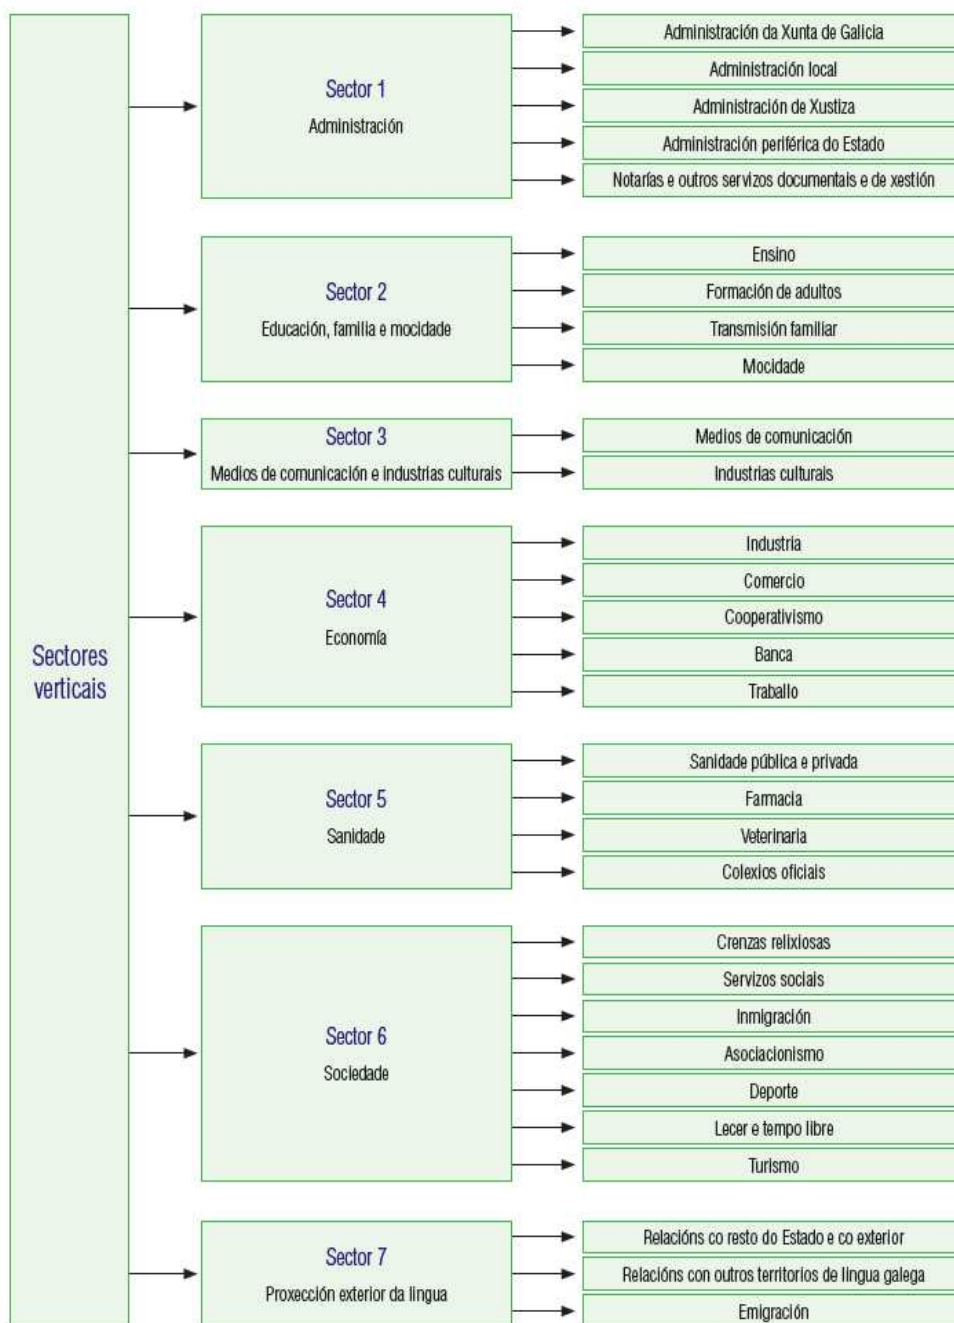 Sectores
verticais
Sector 1
Administración
Administración da Xunta de Galicia
Administración local
Administración de Xustiza
Administración periférica do Estado
Notarías e outros servizos documentais e de xestión
Sector 2
Educación, familia e mocidade
Ensino
Formación de adultos
Transmisión familiar
Mocidade
Sector 3
Medios de comunicación e industrias culturais
Medios de comunicación
Industrias culturais
Sector 4
Economía
Industria
Comercio
Cooperativismo
Banca
Traballo
Sector 5
Sanidade
Sanidade pública e privada
Farmacia
Veterinaria
Colexios oficiais
Sector 6
Sociedade
Crenzas relixiosas
Servizos sociais
Inmigración
Asociacionismo
Deporte
Lecer e tempo libre
Turismo
Sector 7
Proxección exterior da lingua
Relacións co resto do Estado e co exterior
Relacións con outros territorios de lingua galega
Emigración